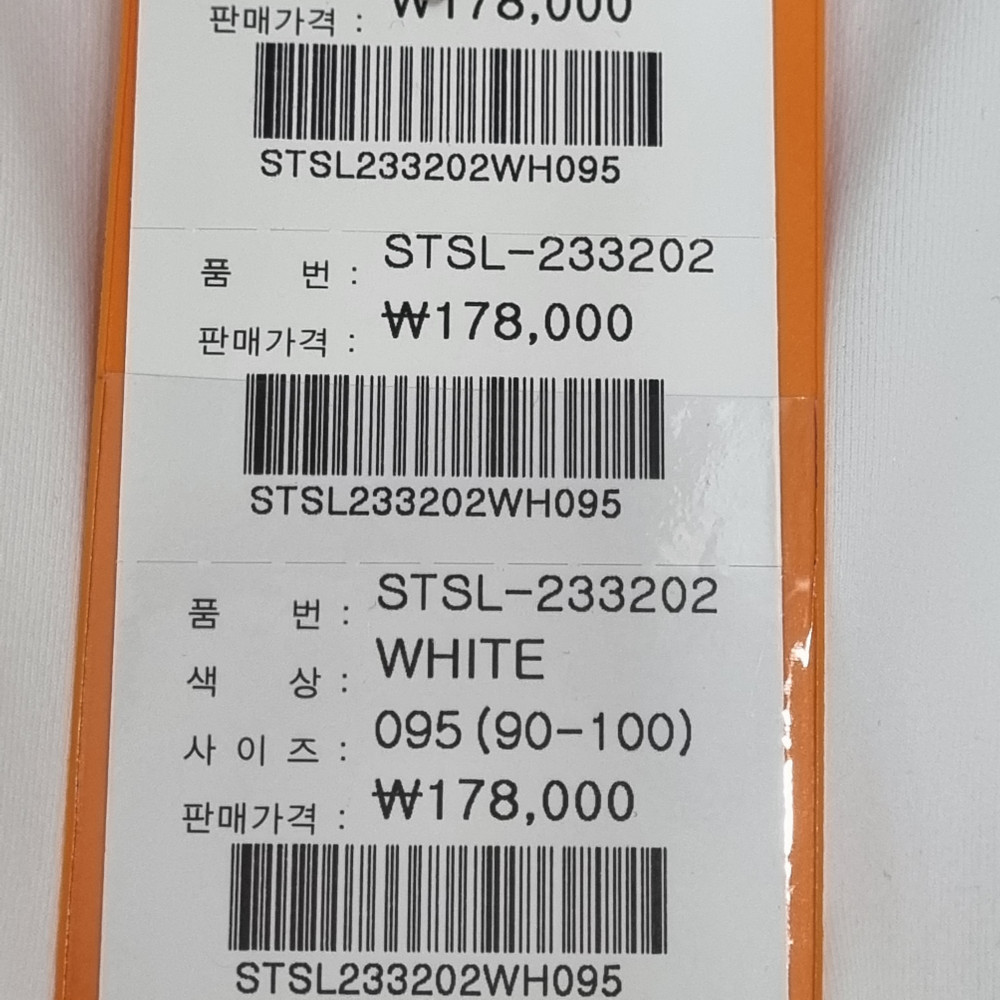 판매가격 : ₩178,000
STSL233202WH095
품 번 : STSL-233202
판매가격 : ₩178,000
STSL233202WH095
품 번 : STSL-233202
색 상 : WHITE
사 이 즈 : 095(90-100)
판매가격 : ₩178,000
STSL233202WH095